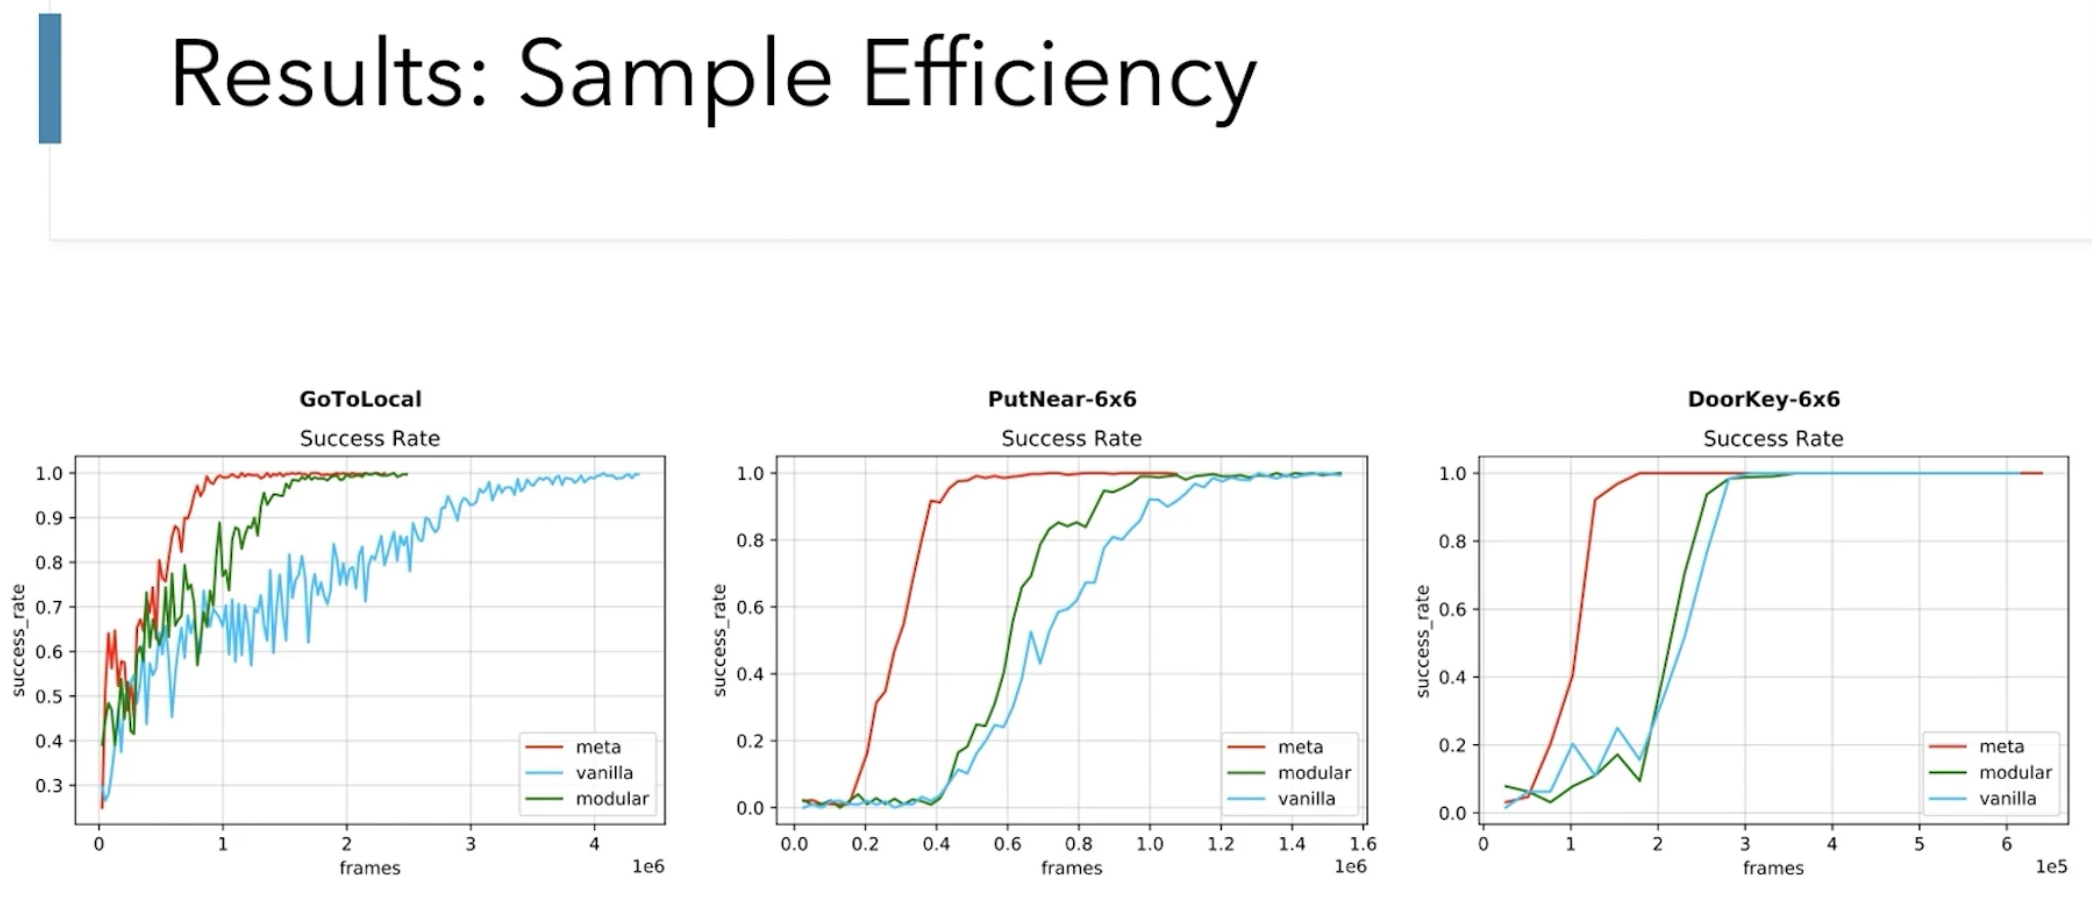 Results: Sample Efficiency
GoToLocal
Success Rate
success_rate
1.0
0.9
0.8
0.7
0.6
0.5
0.4
0.3
meta
vanilla
modular
0 1 2 3 4
frames
1e6
PutNear-6x6
Success Rate
success_rate
1.0
0.8
0.6
0.4
0.2
0.0
meta
modular
vanilla
0.0 0.2 0.4 0.6 0.8 1.0 1.2 1.4 1.6
frames
1e6
DoorKey-6x6
Success Rate
success_rate
1.0
0.8
0.6
0.4
0.2
0.0
meta
modular
vanilla
0 1 2 3 4 5 6
frames
1e5